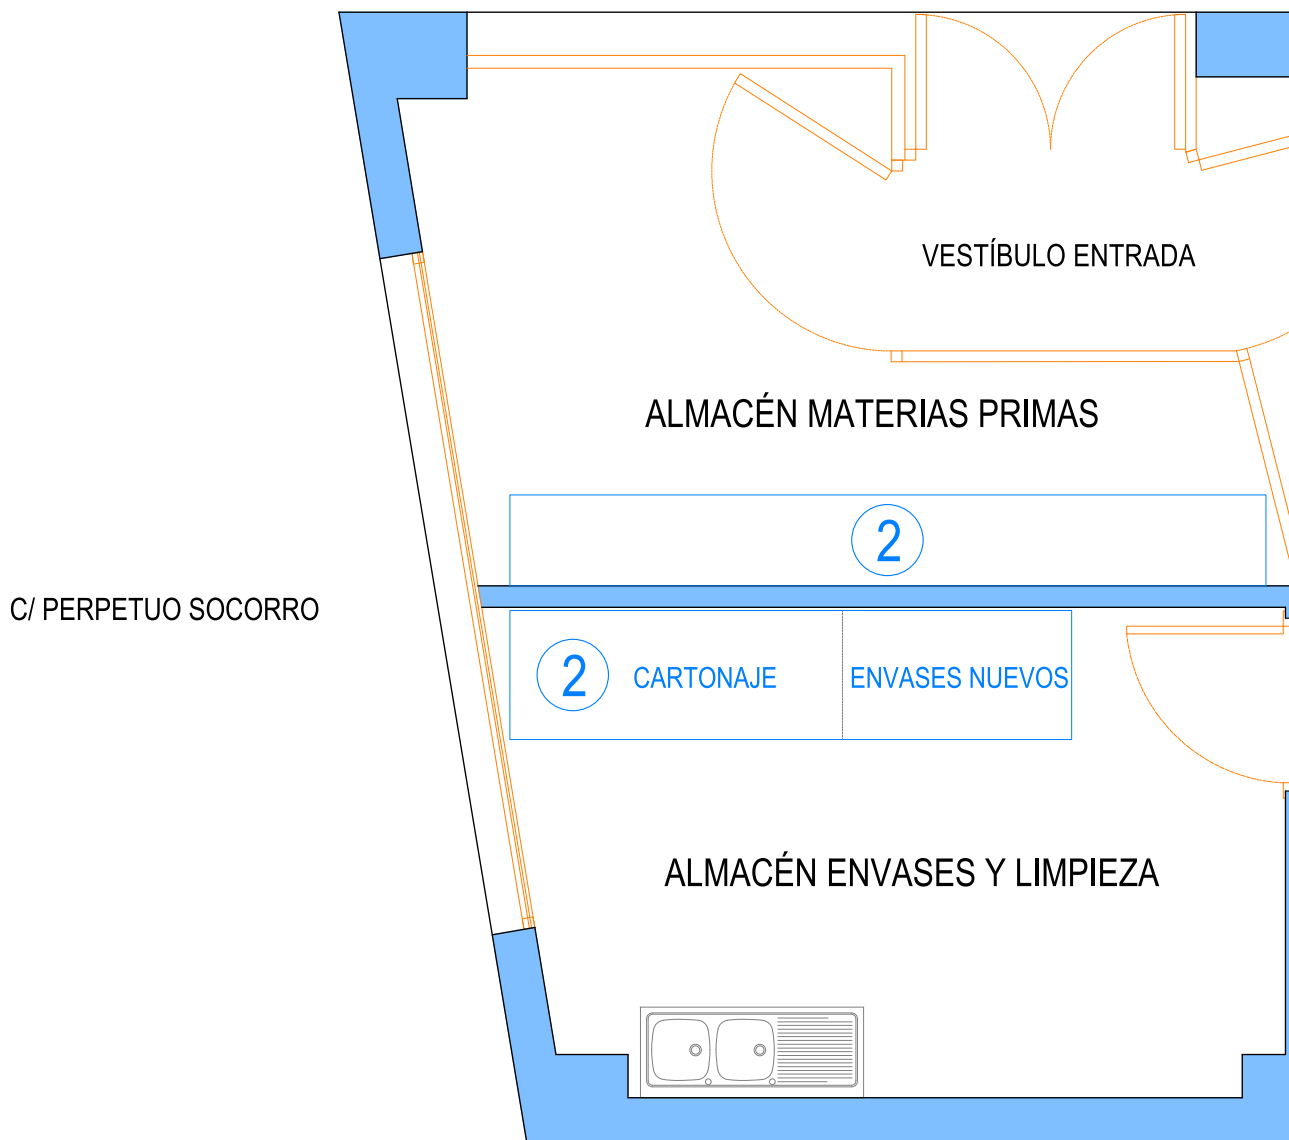 VESTÍBULO ENTRADA
ALMACÉN MATERIAS PRIMAS
2
C/ PERPETUO SOCORRO
2 CARTONAJE ENVASES NUEVOS
ALMACÉN ENVASES Y LIMPIEZA